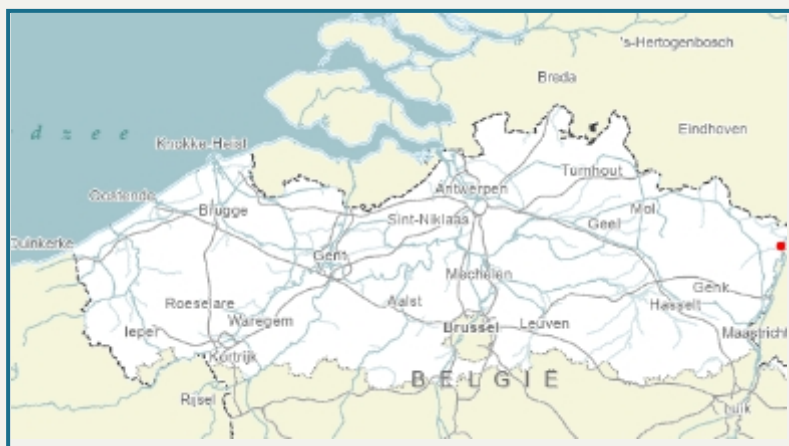 's-Hertogenbosch
Breda
Eindhoven
dzee
Knokke-Heist
Turnhout
Antwerpen
Oostende
Brugge
Sint-Niklaas
Geel
Mol
Duinkerke
Gent
Mechelen
Genk
Roeselare
Aalst
Hasselt
Ieper
Waregem
Brussel
Leuven
Maastricht
Kortrijk
BELGIË
Rijsel
Luik